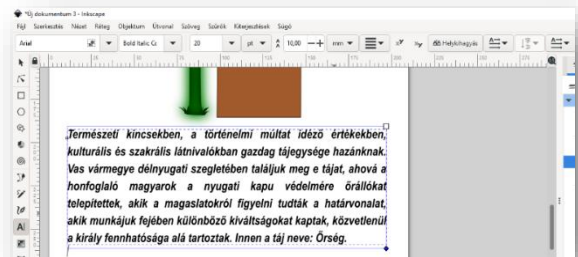 *Új dokumentum 3 - Inkscape
Fájl Szerkesztés Nézet Réteg Objektum Útvonal Szöveg Szűrők Kiterjesztések Súgó
Arial Bold Italic 20 pt 10,00 mm Helykihagyás
Természeti kincsekben, a történelmi múltat idéző értékekben,
kulturális és szakrális látnivalókban gazdag tájegysége hazánknak.
Vas vármegye délnyugati szegletében találjuk meg e tájat, ahová a
honfoglaló magyarok a nyugati kapu védelmére őrállókat
telepítettek, akik a magaslatokról figyelni tudták a határvonalat,
akik munkájuk fejében különböző kiváltságokat kaptak, közvetlenül
a király fennhatósága alá tartoztak. Innen a táj neve: Őrség.